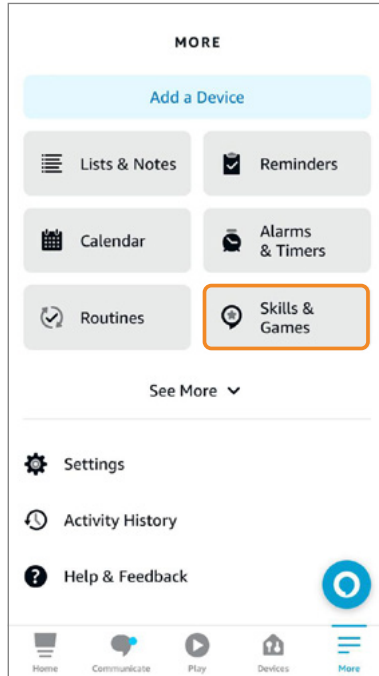 MORE
Add a Device
Lists & Notes
Reminders
Calendar
Alarms
& Timers
Routines
Skills &
Games
See More
Settings
Activity History
Help & Feedback
Home
Communicate
Play
Devices
More